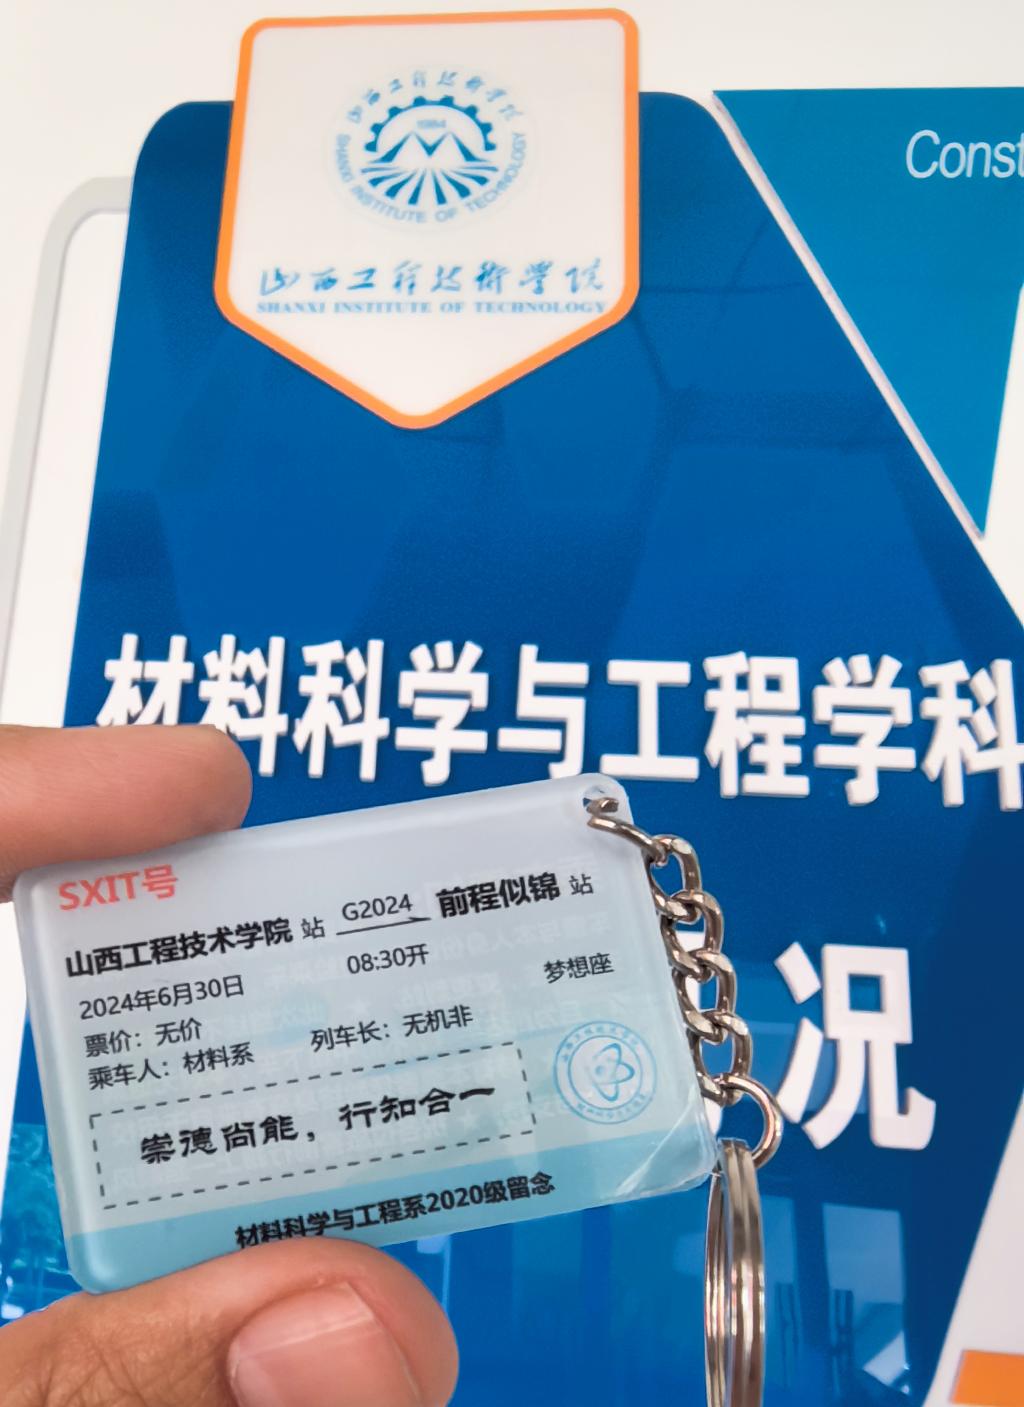 山西工程技术学院
1984
SHANXI INSTITUTE OF TECHNOLOGY
山西工程技术学院
SHANXI INSTITUTE OF TECHNOLOGY
Const
材料科学与工程学科
况
SXIT号
山西工程技术学院 站 G2024 前程似锦 站
2024年6月30日 08:30开 梦想座
票价：无价
乘车人：材料系 列车长：无机非
崇德尚能，行知合一
材料科学与工程系2020级留念